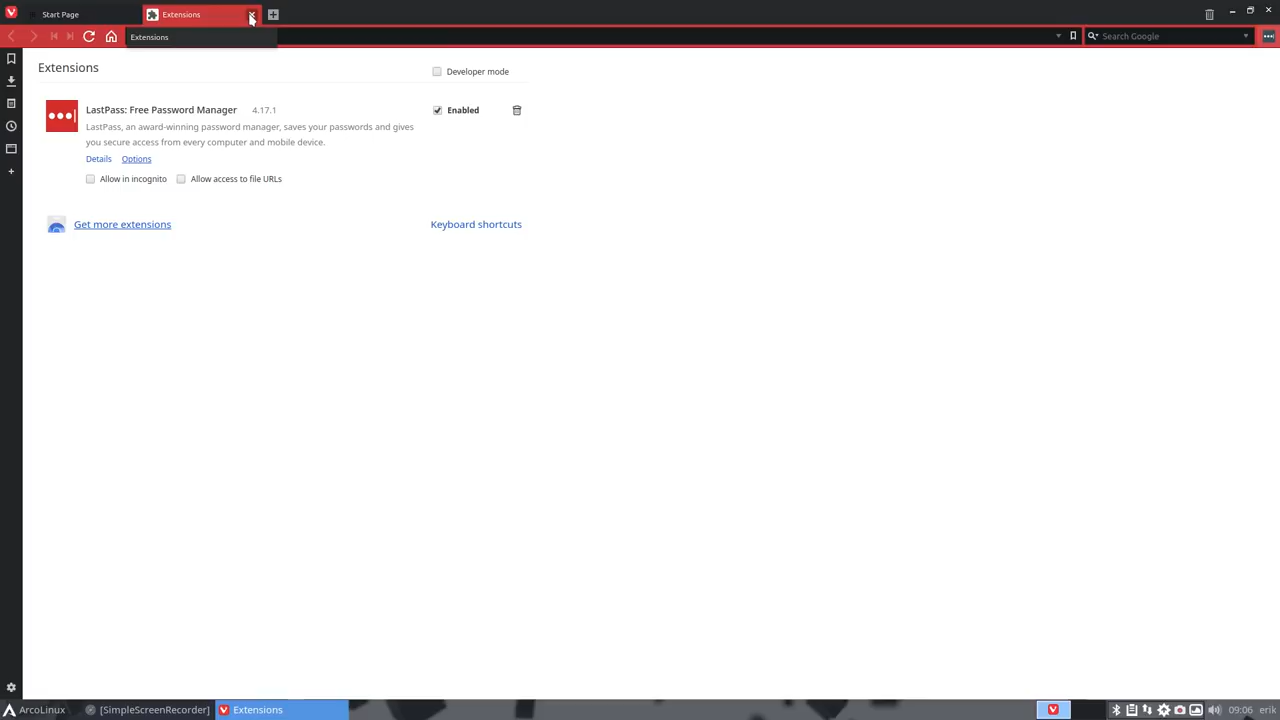 Start Page
Extensions
Extensions
Search Google
Extensions
Developer mode
LastPass: Free Password Manager 4.17.1
Enabled
LastPass, an award-winning password manager, saves your passwords and gives
you secure access from every computer and mobile device.
Details Options
Allow in incognito Allow access to file URLs
Get more extensions
Keyboard shortcuts
ArcoLinux
[SimpleScreenRecorder]
Extensions
09:06 erik